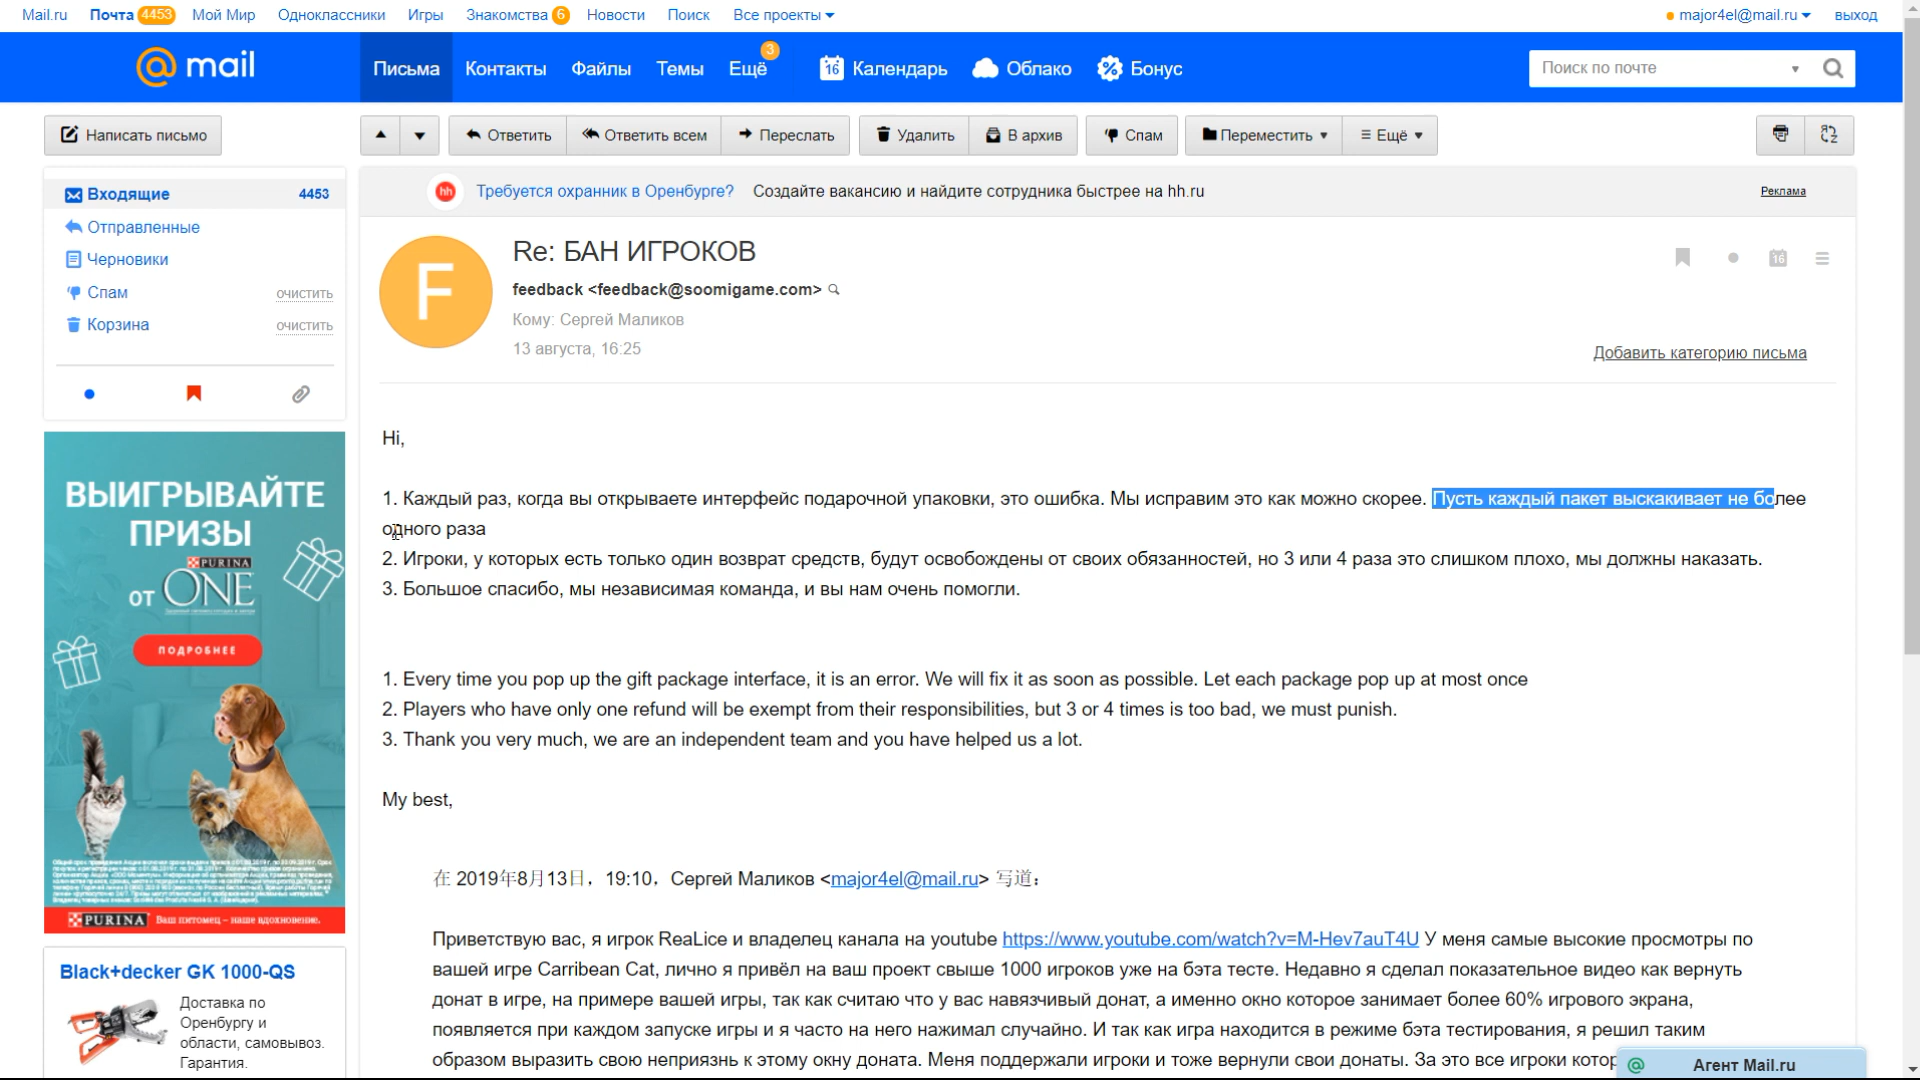 Mail.ru Почта 4453 Мой Мир Одноклассники Игры Знакомства 6 Новости Поиск Все проекты major4el@mail.ru выход
@mail Письма Контакты Файлы Темы Ещё 3 16 Календарь Облако Бонус Поиск по почте
Написать письмо Ответить Ответить всем Переслать Удалить В архив Спам Переместить Ещё
Входящие 4453
Отправленные
Черновики
Спам очистить
Корзина очистить
hh Требуется охранник в Оренбурге? Создайте вакансию и найдите сотрудника быстрее на hh.ru Реклама
F
Re: БАН ИГРОКОВ
16
feedback <feedback@soomigame.com>
Кому: Сергей Маликов
13 августа, 16:25
Добавить категорию письма
Hi,
1. Каждый раз, когда вы открываете интерфейс подарочной упаковки, это ошибка. Мы исправим это как можно скорее. Пусть каждый пакет выскакивает не более
одного раза
2. Игроки, у которых есть только один возврат средств, будут освобождены от своих обязанностей, но 3 или 4 раза это слишком плохо, мы должны наказать.
3. Большое спасибо, мы независимая команда, и вы нам очень помогли.
1. Every time you pop up the gift package interface, it is an error. We will fix it as soon as possible. Let each package pop up at most once
2. Players who have only one refund will be exempt from their responsibilities, but 3 or 4 times is too bad, we must punish.
3. Thank you very much, we are an independent team and you have helped us a lot.
My best,
在 2019年8月13日，19:10，Сергей Маликов <major4el@mail.ru> 写道：
Приветствую вас, я игрок ReaLice и владелец канала на youtube https://www.youtube.com/watch?v=M-Hev7auT4U У меня самые высокие просмотры по
вашей игре Carribean Cat, лично я привёл на ваш проект свыше 1000 игроков уже на бэта тесте. Недавно я сделал показательное видео как вернуть
донат в игре, на примере вашей игры, так как считаю что у вас навязчивый донат, а именно окно которое занимает более 60% игрового экрана,
появляется при каждом запуске игры и я часто на него нажимал случайно. И так как игра находится в режиме бэта тестирования, я решил таким
образом выразить свою неприязнь к этому окну доната. Меня поддержали игроки и тоже вернули свои донаты. За это все игроки котор
Агент Mail.ru
ВЫИГРЫВАЙТЕ
ПРИЗЫ
ОТ PURINA ONE
ПОДРОБНЕЕ
PURINA Ваш питомец – наше вдохновение.
Black+decker GK 1000-QS
Доставка по
Оренбургу и
области, самовывоз.
Гарантия.